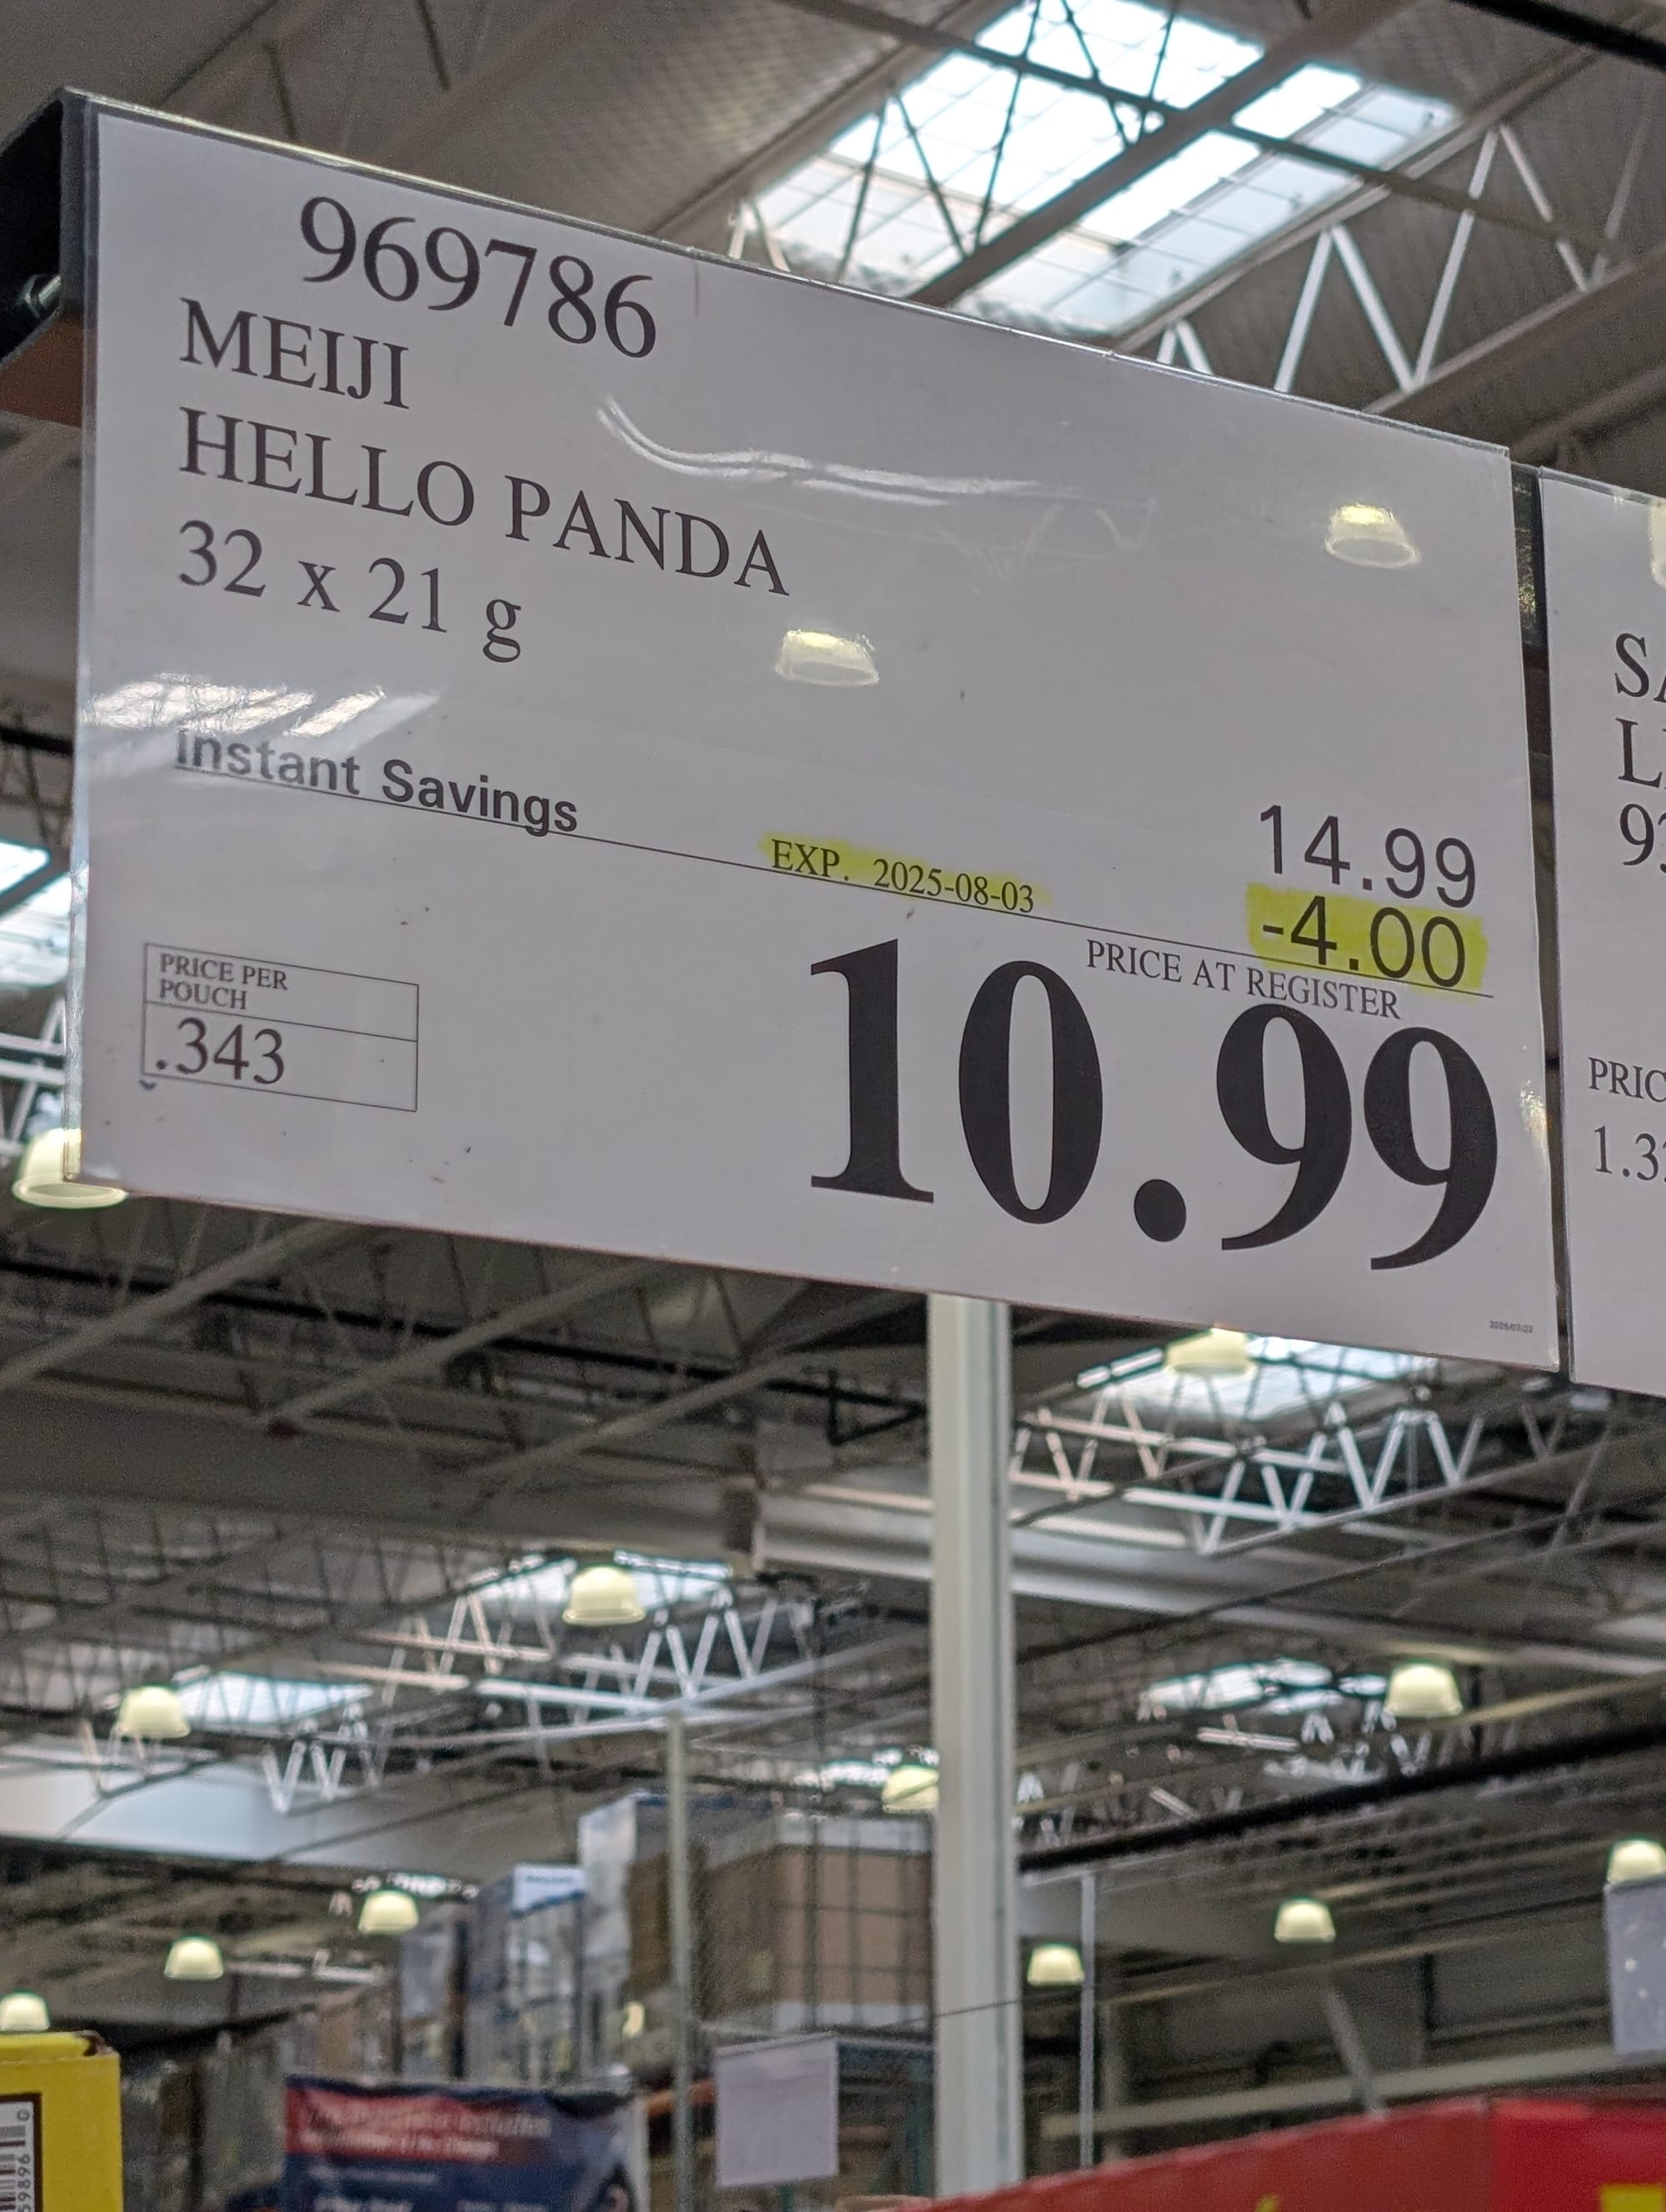 969786
MEIJI
HELLO PANDA
32 x 21 g
Instant Savings
14.99
EXP. 2025-08-03
-4.00
PRICE AT REGISTER
10.99
PRICE PER
POUCH
.343